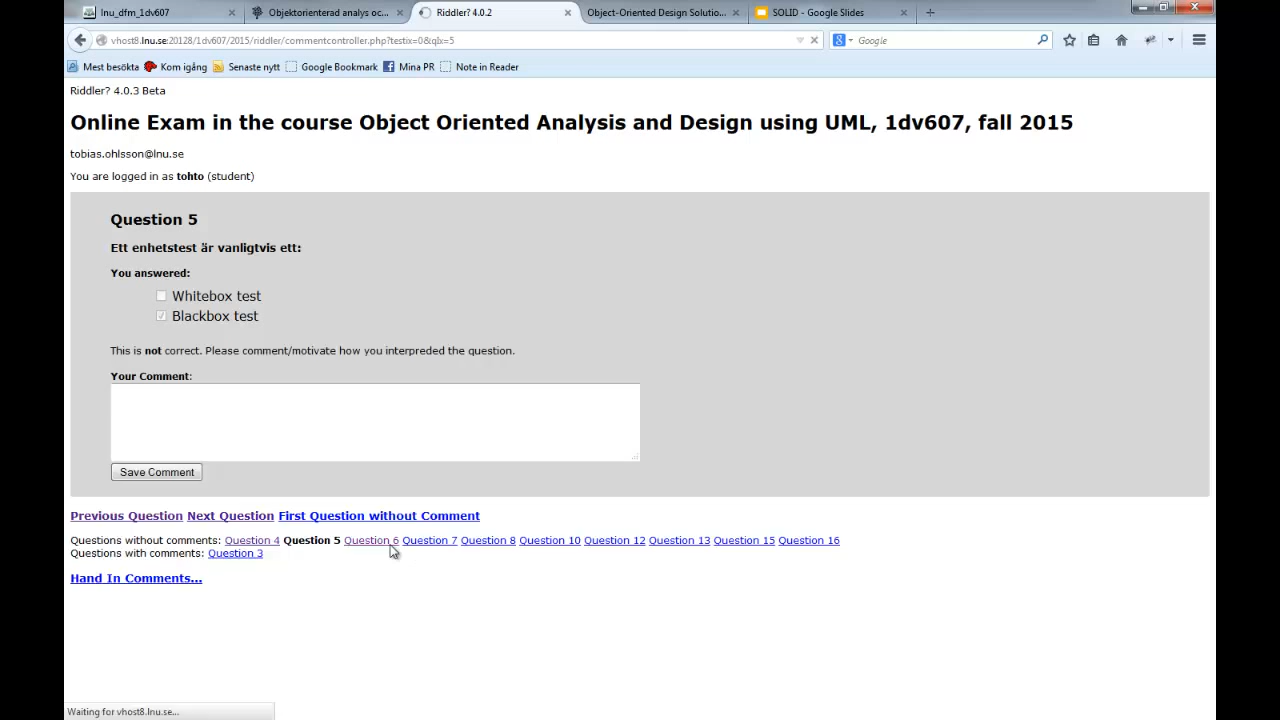 lnu_dfm_1dv607
Objektorienterad analys oc...
Riddler? 4.0.2
Object-Oriented Design Solutio...
SOLID - Google Slides
vhost8.lnu.se:20128/1dv607/2015/riddler/commentcontroller.php?testix=0&qIx=5
Google
Mest besökta
Kom igång
Senaste nytt
Google Bookmark
Mina PR
Note in Reader
Riddler? 4.0.3 Beta
Online Exam in the course Object Oriented Analysis and Design using UML, 1dv607, fall 2015
tobias.ohlsson@lnu.se
You are logged in as tohto (student)
Question 5
Ett enhetstest är vanligtvis ett:
You answered:
Whitebox test
Blackbox test
This is not correct. Please comment/motivate how you interpreded the question.
Your Comment:
Save Comment
Previous Question Next Question First Question without Comment
Questions without comments: Question 4 Question 5 Question 6 Question 7 Question 8 Question 10 Question 12 Question 13 Question 15 Question 16
Questions with comments: Question 3
Hand In Comments...
Waiting for vhost8.lnu.se...